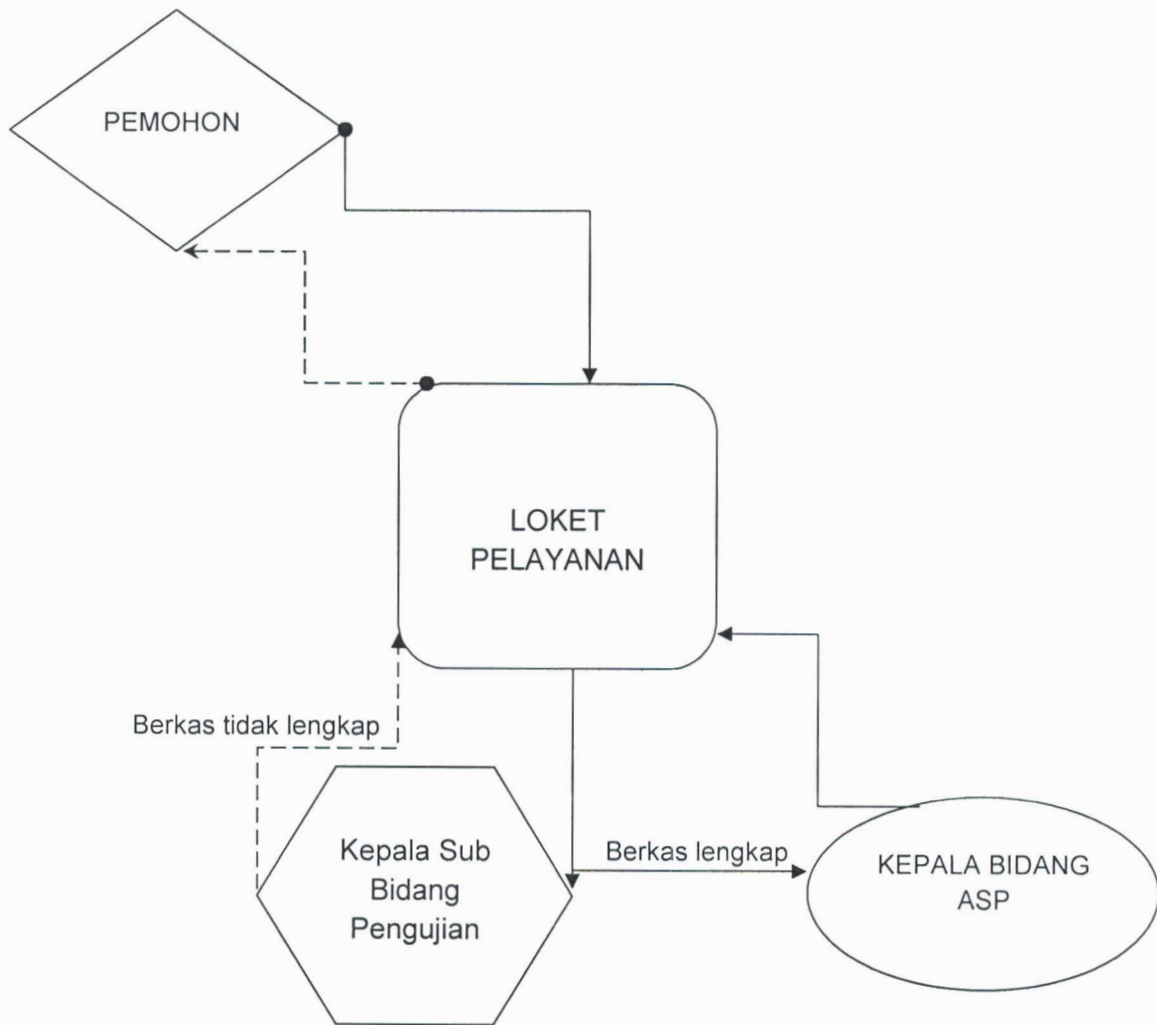 PEMOHON
LOKET
PELAYANAN
Berkas tidak lengkap
Kepala Sub
Bidang
Pengujian
Berkas lengkap
KEPALA BIDANG
ASP